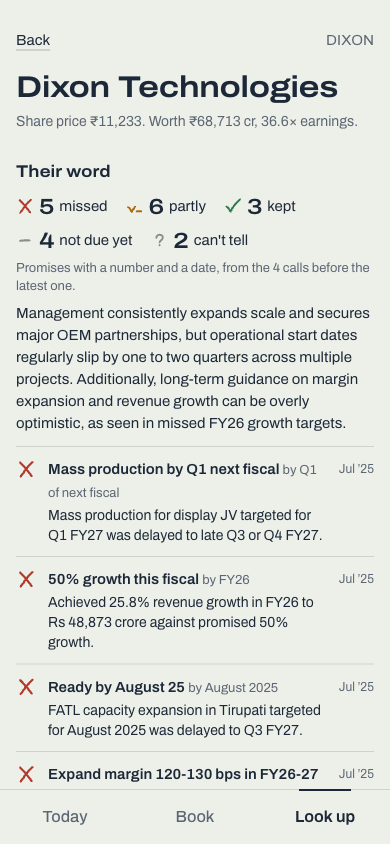 Back
DIXON
Dixon Technologies
Share price ₹11,233. Worth ₹68,713 cr, 36.6× earnings.
Their word
5 missed 6 partly 3 kept
4 not due yet ? 2 can't tell
Promises with a number and a date, from the 4 calls before the
latest one.
Management consistently expands scale and secures
major OEM partnerships, but operational start dates
regularly slip by one to two quarters across multiple
projects. Additionally, long-term guidance on margin
expansion and revenue growth can be overly
optimistic, as seen in missed FY26 growth targets.
Mass production by Q1 next fiscal by Q1 Jul '25
of next fiscal
Mass production for display JV targeted for
Q1 FY27 was delayed to late Q3 or Q4 FY27.
50% growth this fiscal by FY26 Jul '25
Achieved 25.8% revenue growth in FY26 to
Rs 48,873 crore against promised 50%
growth.
Ready by August 25 by August 2025 Jul '25
FATL capacity expansion in Tirupati targeted
for August 2025 was delayed to Q3 FY27.
Expand margin 120-130 bps in FY26-27 Jul '25
Today Book Look up